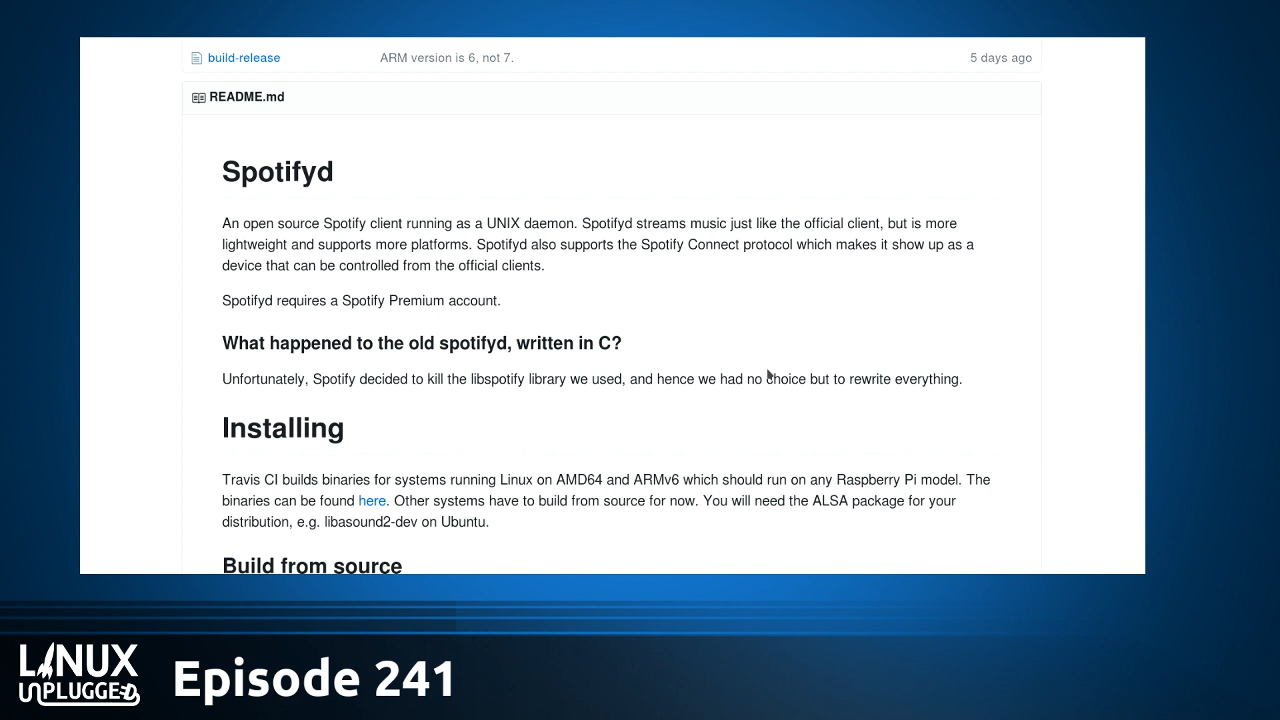 build-release ARM version is 6, not 7. 5 days ago
README.md
Spotifyd
An open source Spotify client running as a UNIX daemon. Spotifyd streams music just like the official client, but is more
lightweight and supports more platforms. Spotifyd also supports the Spotify Connect protocol which makes it show up as a
device that can be controlled from the official clients.
Spotifyd requires a Spotify Premium account.
What happened to the old spotifyd, written in C?
Unfortunately, Spotify decided to kill the libspotify library we used, and hence we had no choice but to rewrite everything.
Installing
Travis CI builds binaries for systems running Linux on AMD64 and ARMv6 which should run on any Raspberry Pi model. The
binaries can be found here. Other systems have to build from source for now. You will need the ALSA package for your
distribution, e.g. libasound2-dev on Ubuntu.
Build from source
LINUX
UNPLUGGED
Episode 241